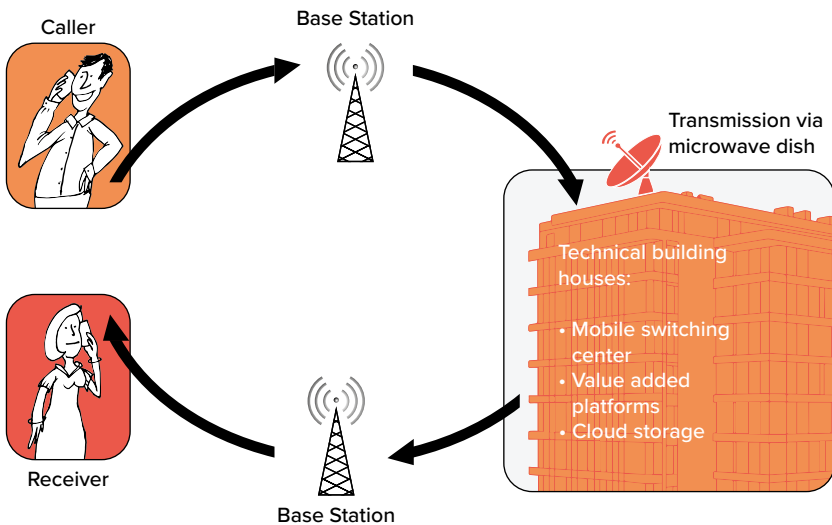 Caller
Base Station
Transmission via
microwave dish
Technical building
houses:
• Mobile switching
center
• Value added
platforms
• Cloud storage
Receiver
Base Station